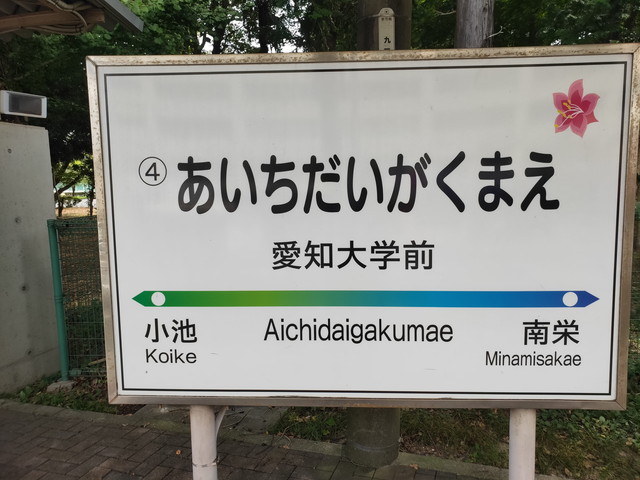 ④ あいちだいがくまえ
愛知大学前
小池 Aichidaigakumae 南栄
Koike Minamisakae
九